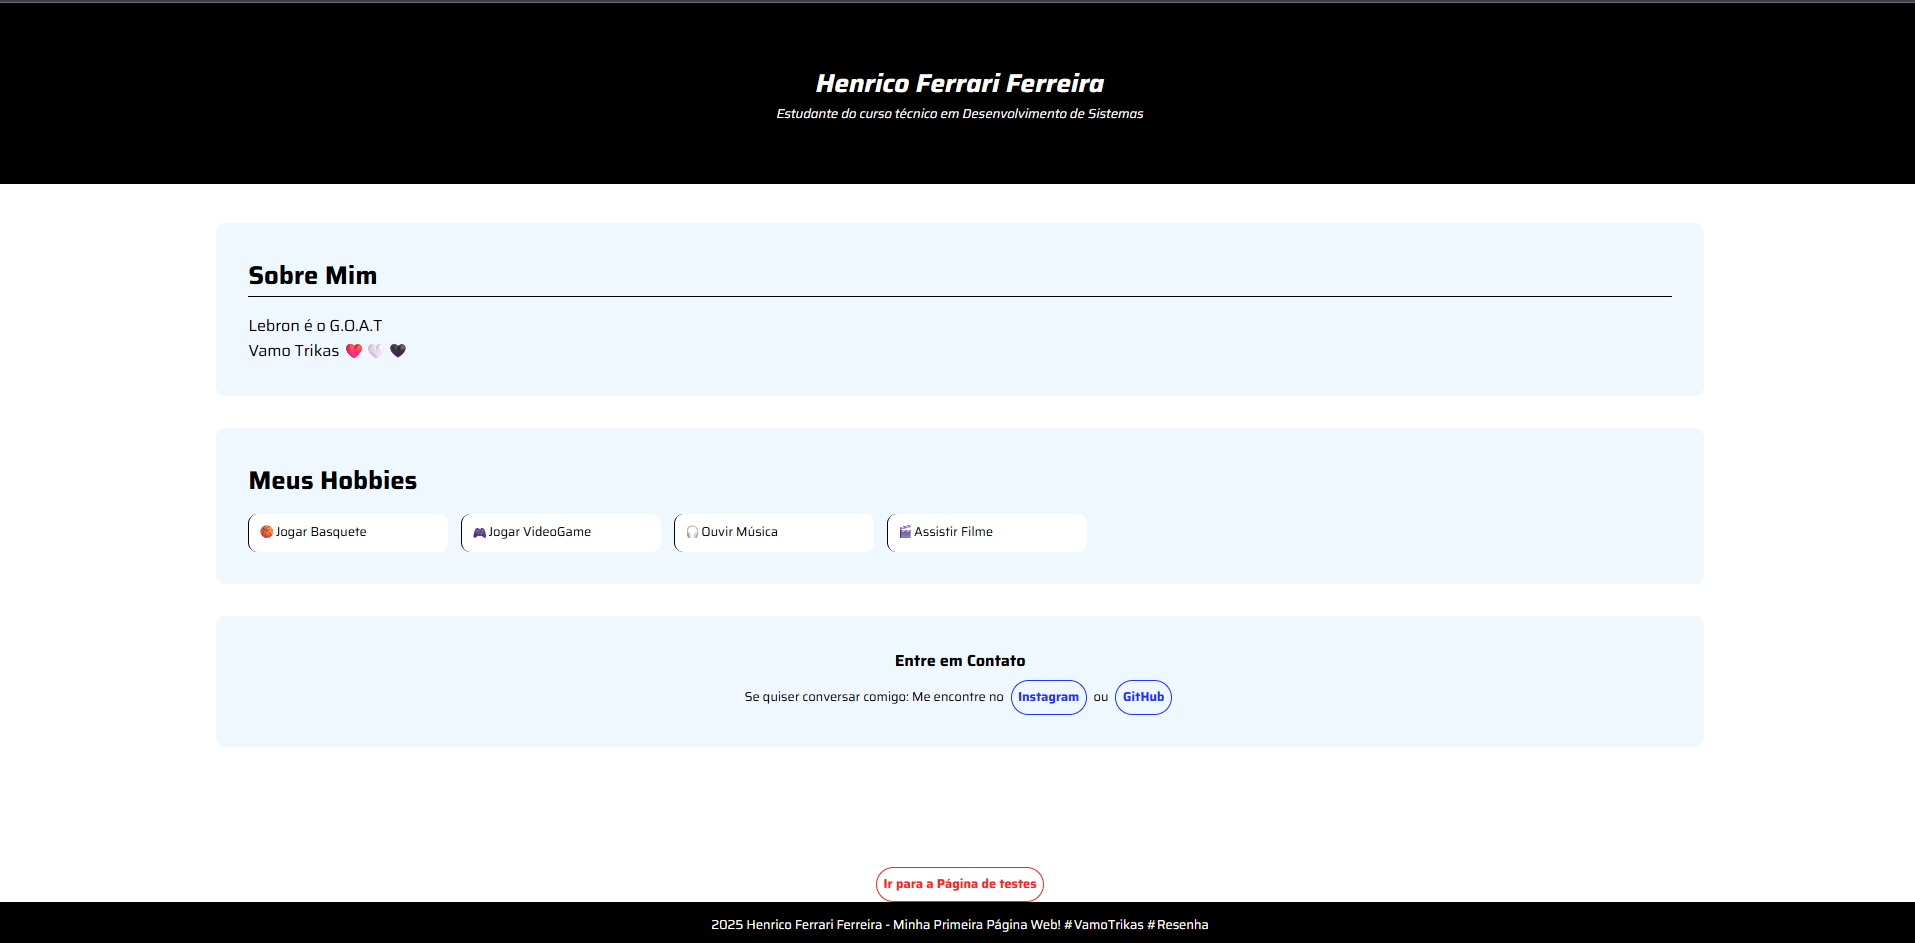 Henrico Ferrari Ferreira
Estudante do curso técnico em Desenvolvimento de Sistemas
Sobre Mim
Lebron é o G.O.A.T
Vamo Trikas ❤️ 🤍 🖤
Meus Hobbies
🏀 Jogar Basquete
🎮 Jogar VideoGame
🎧 Ouvir Música
🎬 Assistir Filme
Entre em Contato
Se quiser conversar comigo: Me encontre no Instagram ou GitHub
Ir para a Página de testes
2025 Henrico Ferrari Ferreira - Minha Primeira Página Web! #VamoTrikas #Resenha